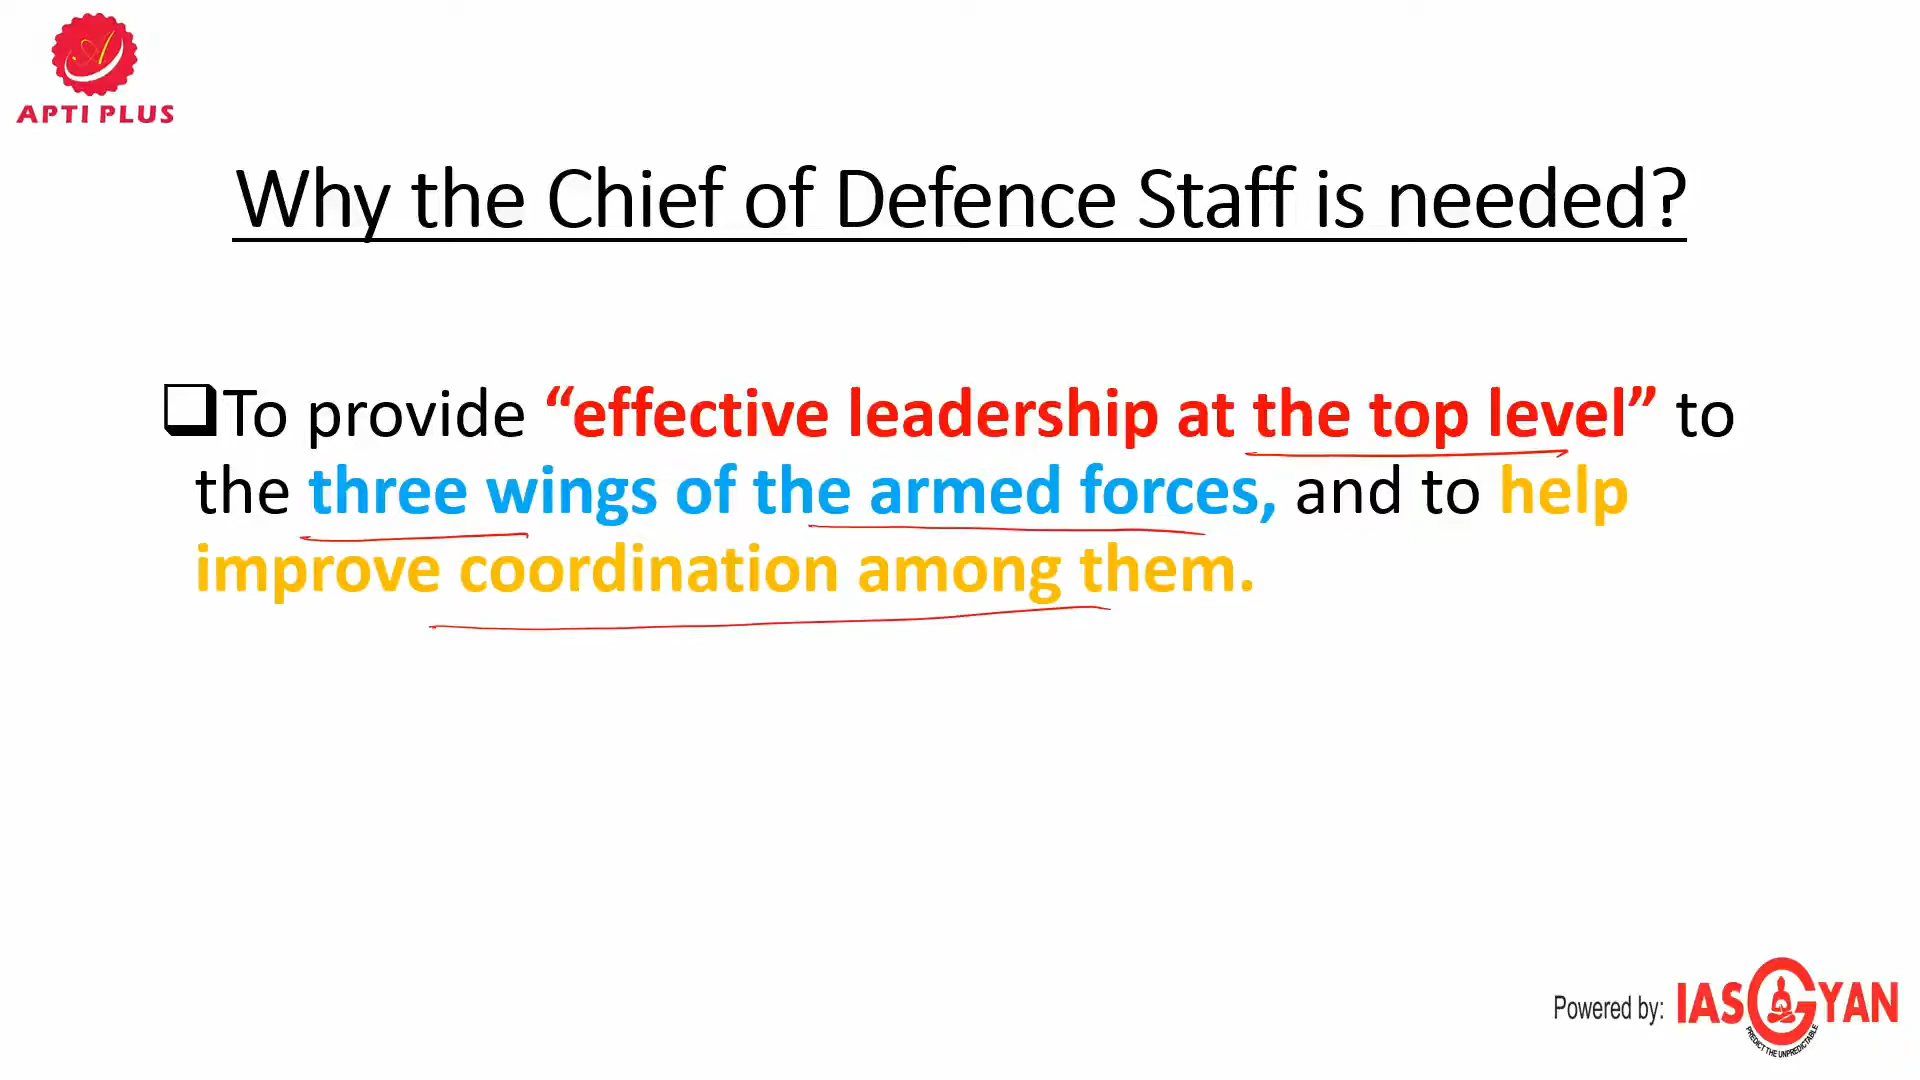 APTI PLUS
Why the Chief of Defence Staff is needed?
To provide “effective leadership at the top level” to
the three wings of the armed forces, and to help
improve coordination among them.
Powered by: IAS GYAN
PREDICT THE UNPREDICTABLE